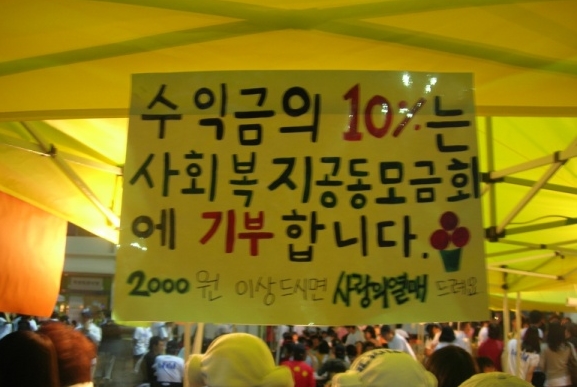 수익금의 10%는
사회복지공동모금회
에 기부합니다.
2000원 이상 드시면 사랑의열매 드려요